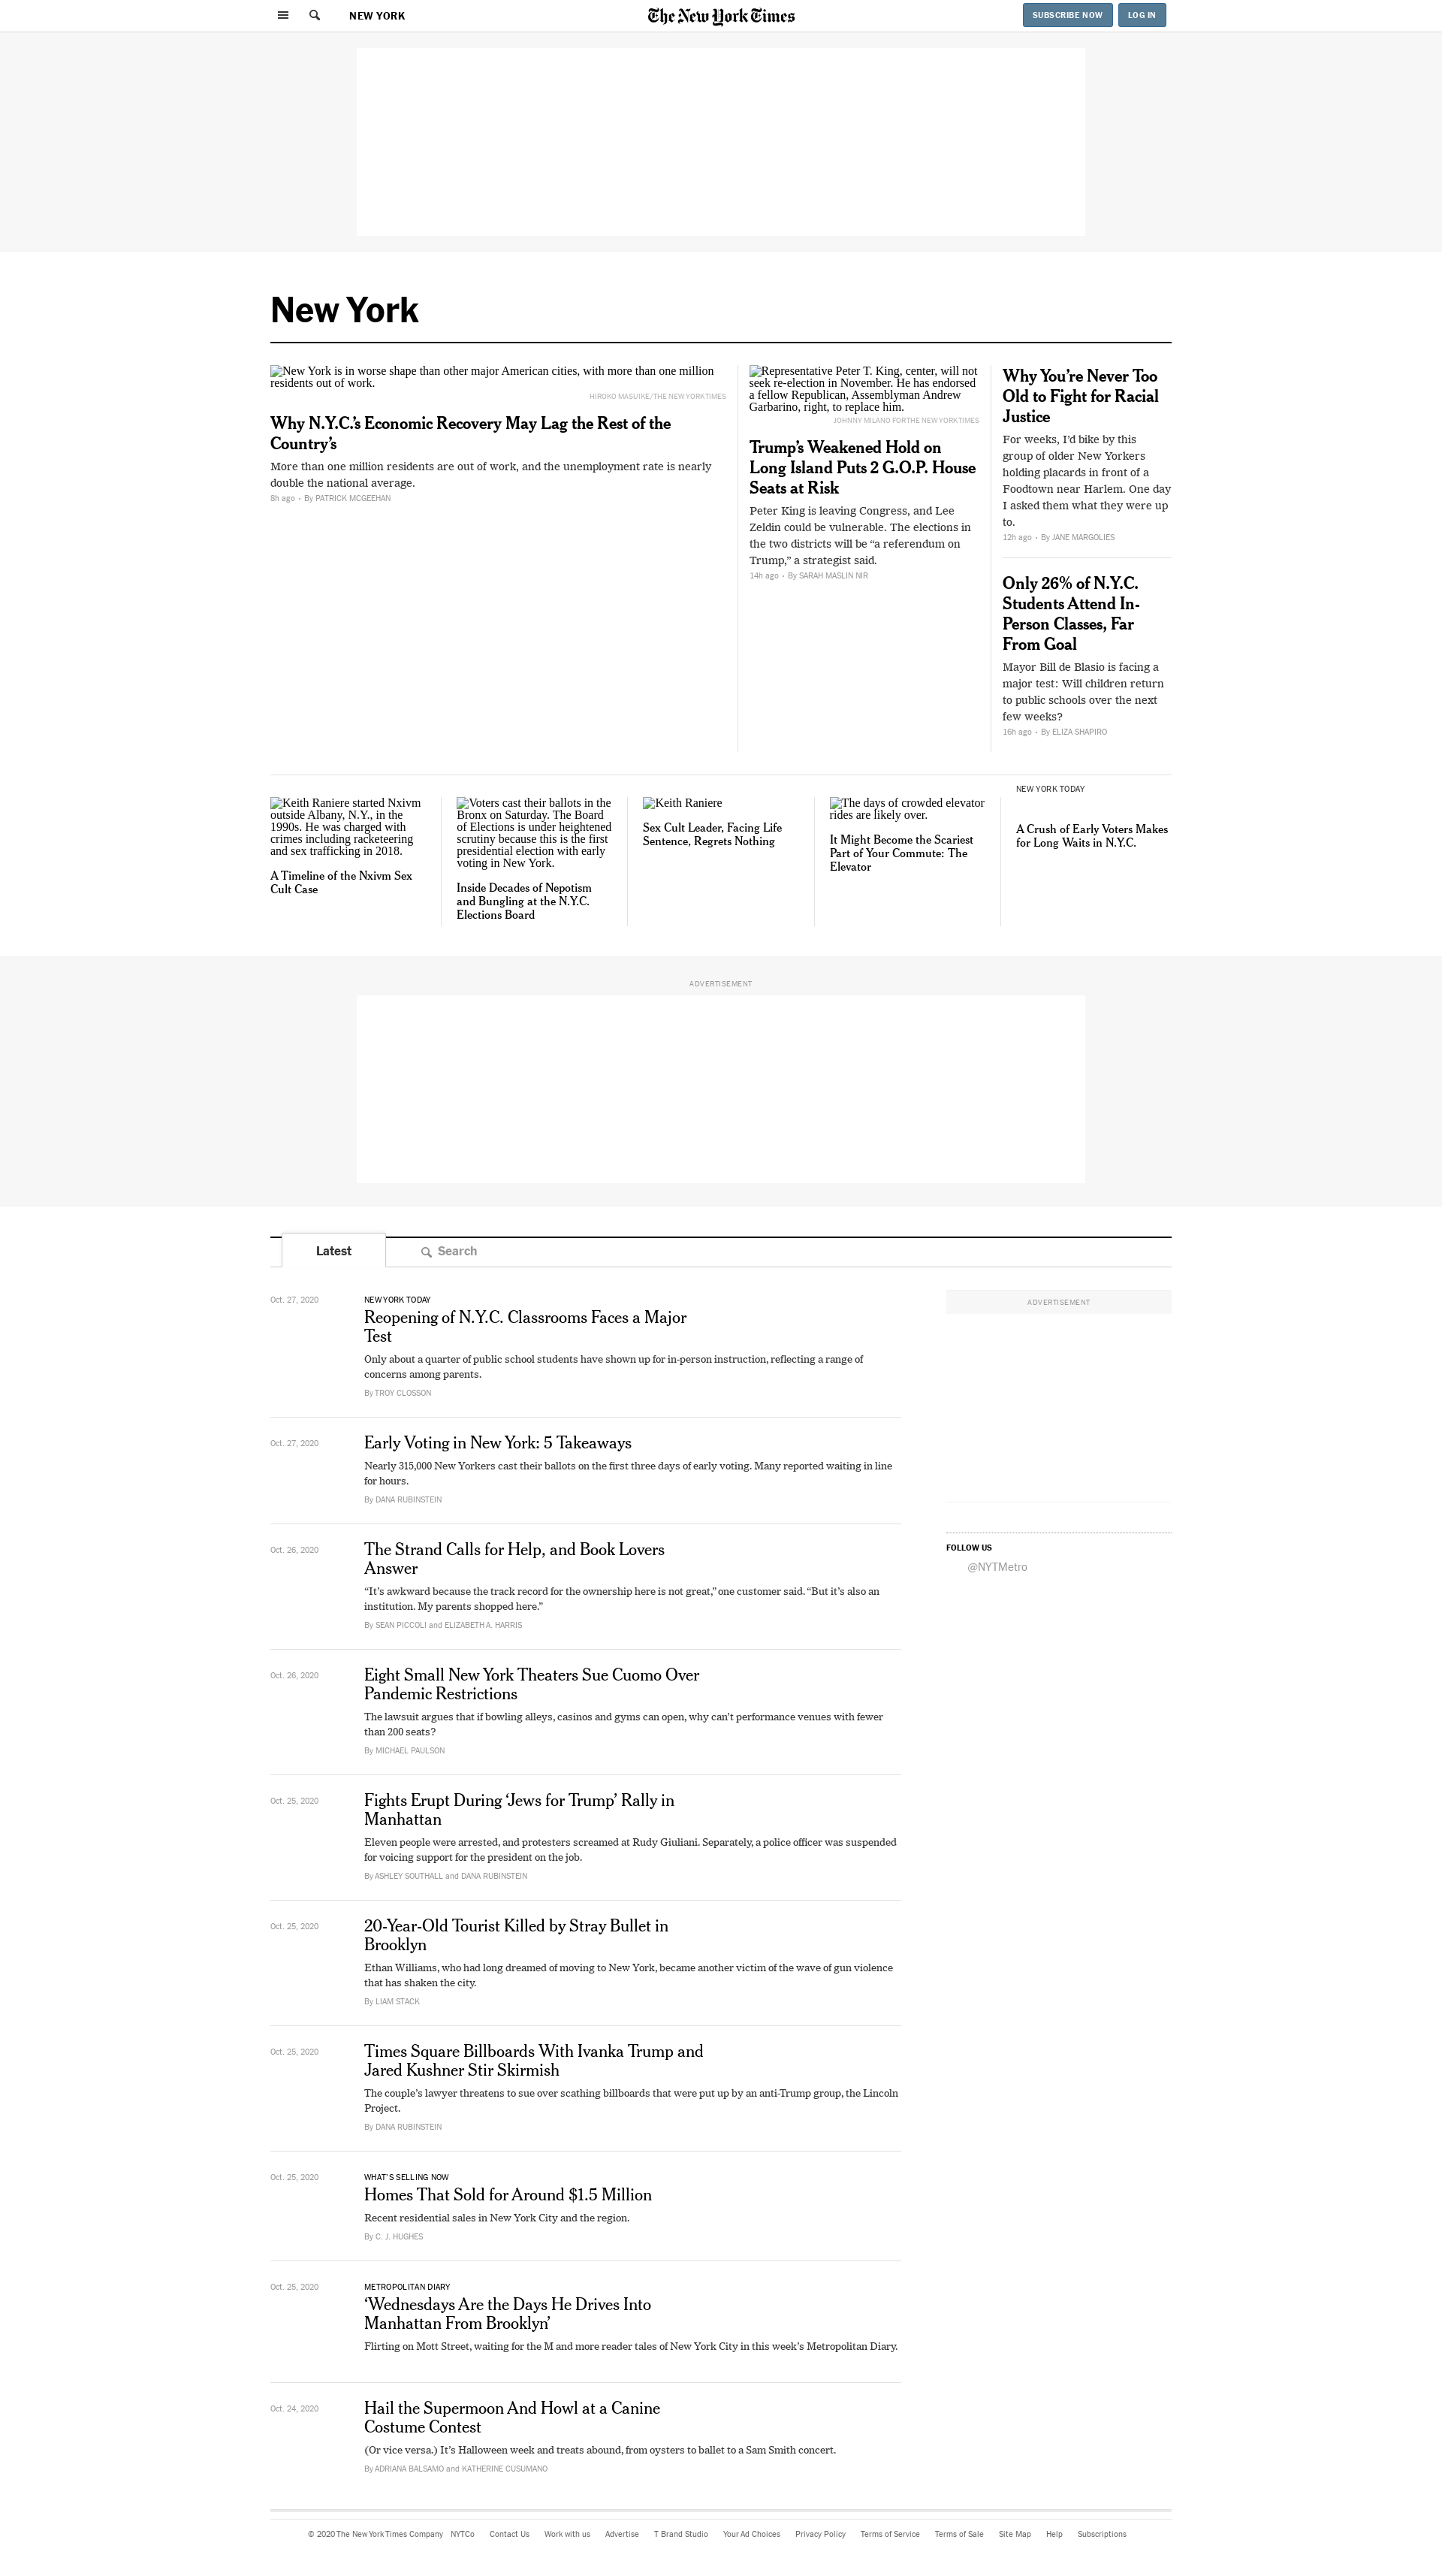 NEW YORK
The New York Times
SUBSCRIBE NOW
LOG IN
New York
New York is in worse shape than other major American cities, with more than one million
residents out of work.
HIROKO MASUIKE/THE NEW YORK TIMES
Why N.Y.C.’s Economic Recovery May Lag the Rest of the
Country’s
More than one million residents are out of work, and the unemployment rate is nearly
double the national average.
8h ago • By PATRICK MCGEEHAN
Representative Peter T. King, center, will not
seek re-election in November. He has endorsed
a fellow Republican, Assemblyman Andrew
Garbarino, right, to replace him.
JOHNNY MILANO FOR THE NEW YORK TIMES
Trump’s Weakened Hold on
Long Island Puts 2 G.O.P. House
Seats at Risk
Peter King is leaving Congress, and Lee
Zeldin could be vulnerable. The elections in
the two districts will be “a referendum on
Trump,” a strategist said.
14h ago • By SARAH MASLIN NIR
Why You’re Never Too
Old to Fight for Racial
Justice
For weeks, I’d bike by this
group of older New Yorkers
holding placards in front of a
Foodtown near Harlem. One day
I asked them what they were up
to.
12h ago • By JANE MARGOLIES
Only 26% of N.Y.C.
Students Attend In-
Person Classes, Far
From Goal
Mayor Bill de Blasio is facing a
major test: Will children return
to public schools over the next
few weeks?
16h ago • By ELIZA SHAPIRO
Keith Raniere started Nxivm
outside Albany, N.Y., in the
1990s. He was charged with
crimes including racketeering
and sex trafficking in 2018.
A Timeline of the Nxivm Sex
Cult Case
Voters cast their ballots in the
Bronx on Saturday. The Board
of Elections is under heightened
scrutiny because this is the first
presidential election with early
voting in New York.
Inside Decades of Nepotism
and Bungling at the N.Y.C.
Elections Board
Keith Raniere
Sex Cult Leader, Facing Life
Sentence, Regrets Nothing
The days of crowded elevator
rides are likely over.
It Might Become the Scariest
Part of Your Commute: The
Elevator
NEW YORK TODAY
A Crush of Early Voters Makes
for Long Waits in N.Y.C.
ADVERTISEMENT
Latest
Search
Oct. 27, 2020
NEW YORK TODAY
Reopening of N.Y.C. Classrooms Faces a Major
Test
Only about a quarter of public school students have shown up for in-person instruction, reflecting a range of
concerns among parents.
By TROY CLOSSON
Oct. 27, 2020
Early Voting in New York: 5 Takeaways
Nearly 315,000 New Yorkers cast their ballots on the first three days of early voting. Many reported waiting in line
for hours.
By DANA RUBINSTEIN
Oct. 26, 2020
The Strand Calls for Help, and Book Lovers
Answer
“It’s awkward because the track record for the ownership here is not great,” one customer said. “But it’s also an
institution. My parents shopped here.”
By SEAN PICCOLI and ELIZABETH A. HARRIS
Oct. 26, 2020
Eight Small New York Theaters Sue Cuomo Over
Pandemic Restrictions
The lawsuit argues that if bowling alleys, casinos and gyms can open, why can’t performance venues with fewer
than 200 seats?
By MICHAEL PAULSON
Oct. 25, 2020
Fights Erupt During ‘Jews for Trump’ Rally in
Manhattan
Eleven people were arrested, and protesters screamed at Rudy Giuliani. Separately, a police officer was suspended
for voicing support for the president on the job.
By ASHLEY SOUTHALL and DANA RUBINSTEIN
Oct. 25, 2020
20-Year-Old Tourist Killed by Stray Bullet in
Brooklyn
Ethan Williams, who had long dreamed of moving to New York, became another victim of the wave of gun violence
that has shaken the city.
By LIAM STACK
Oct. 25, 2020
Times Square Billboards With Ivanka Trump and
Jared Kushner Stir Skirmish
The couple’s lawyer threatens to sue over scathing billboards that were put up by an anti-Trump group, the Lincoln
Project.
By DANA RUBINSTEIN
Oct. 25, 2020
WHAT’S SELLING NOW
Homes That Sold for Around $1.5 Million
Recent residential sales in New York City and the region.
By C. J. HUGHES
Oct. 25, 2020
METROPOLITAN DIARY
‘Wednesdays Are the Days He Drives Into
Manhattan From Brooklyn’
Flirting on Mott Street, waiting for the M and more reader tales of New York City in this week’s Metropolitan Diary.
Oct. 24, 2020
Hail the Supermoon And Howl at a Canine
Costume Contest
(Or vice versa.) It’s Halloween week and treats abound, from oysters to ballet to a Sam Smith concert.
By ADRIANA BALSAMO and KATHERINE CUSUMANO
ADVERTISEMENT
FOLLOW US
@NYTMetro
© 2020 The New York Times Company NYTCo Contact Us Work with us Advertise T Brand Studio Your Ad Choices Privacy Policy Terms of Service Terms of Sale Site Map Help Subscriptions